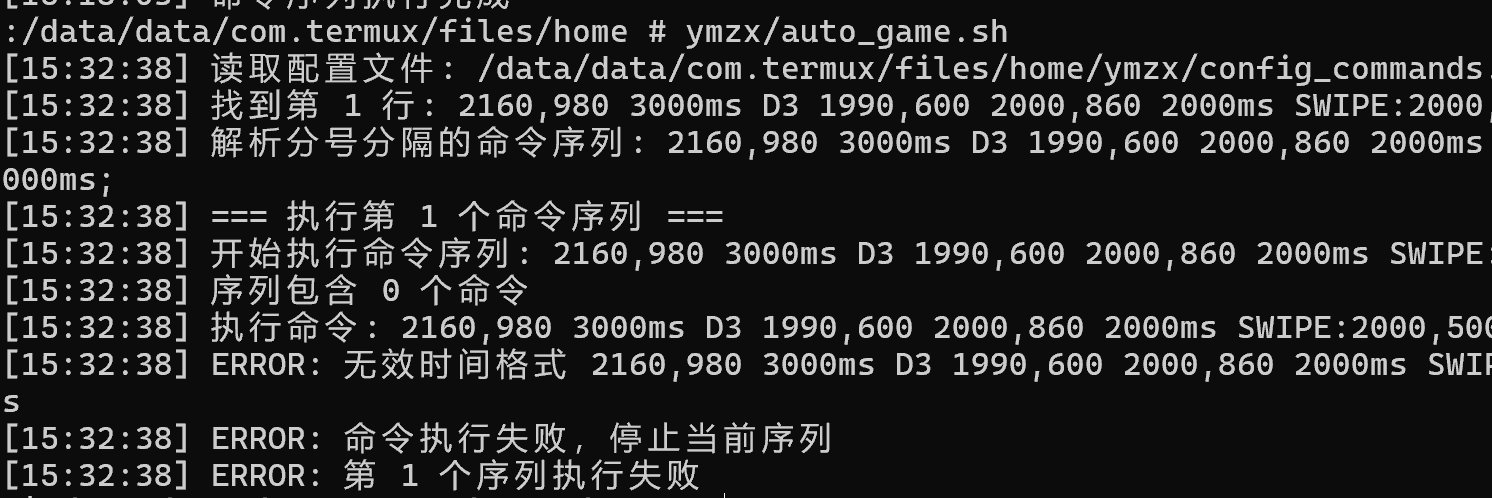 命令序列执行完成
:/data/data/com.termux/files/home # ymzx/auto_game.sh
[15:32:38] 读取配置文件: /data/data/com.termux/files/home/ymzx/config_commands.
[15:32:38] 找到第 1 行: 2160,980 3000ms D3 1990,600 2000,860 2000ms SWIPE:2000,
[15:32:38] 解析分号分隔的命令序列: 2160,980 3000ms D3 1990,600 2000,860 2000ms
000ms;
[15:32:38] === 执行第 1 个命令序列 ===
[15:32:38] 开始执行命令序列: 2160,980 3000ms D3 1990,600 2000,860 2000ms SWIPE:
[15:32:38] 序列包含 0 个命令
[15:32:38] 执行命令: 2160,980 3000ms D3 1990,600 2000,860 2000ms SWIPE:2000,500
[15:32:38] ERROR: 无效时间格式 2160,980 3000ms D3 1990,600 2000,860 2000ms SWIP
s
[15:32:38] ERROR: 命令执行失败, 停止当前序列
[15:32:38] ERROR: 第 1 个序列执行失败